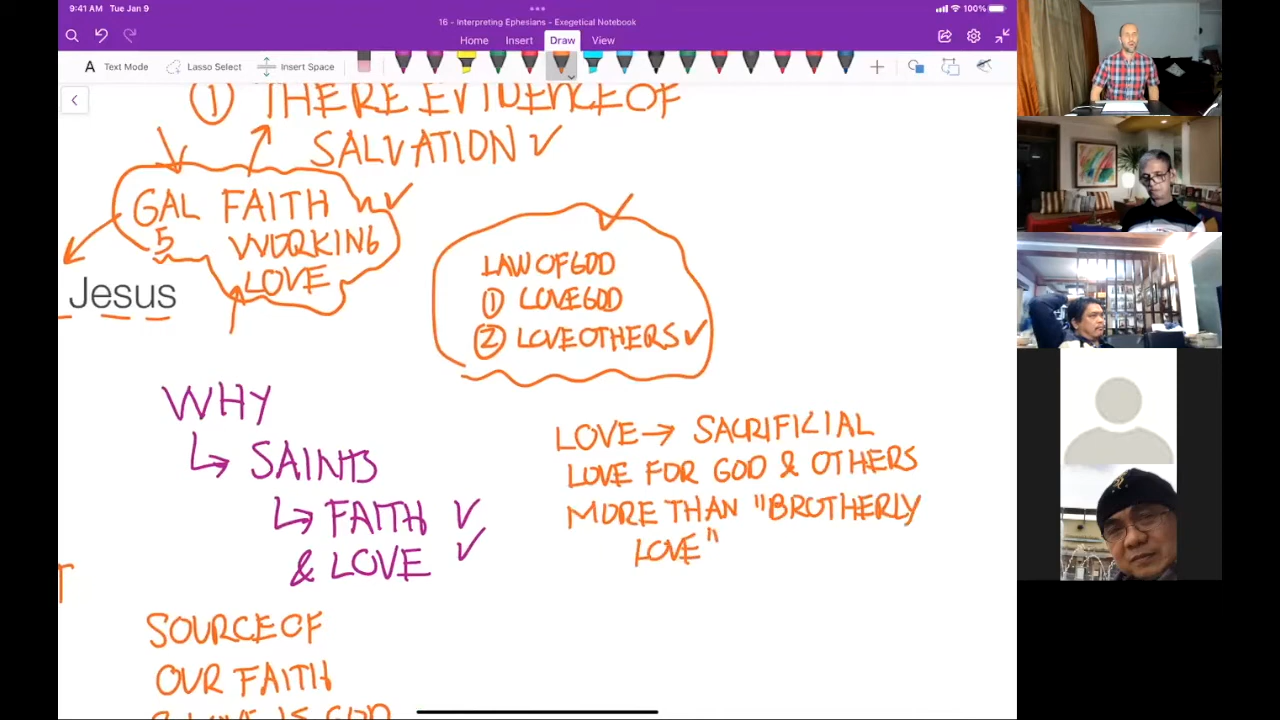 9:41 AM Tue Jan 9
100%
16 - Interpreting Ephesians - Exegetical Notebook
Home Insert Draw View
A Text Mode Lasso Select Insert Space
① THERE EVIDENCE OF
SALVATION ✓
GAL FAITH
5 WORKING
LOVE
Jesus
LAW OF GOD
① LOVE GOD
② LOVE OTHERS ✓
WHY
↳ SAINTS
↳ FAITH ✓
& LOVE ✓
LOVE → SACRIFICIAL
LOVE FOR GOD & OTHERS
MORE THAN "BROTHERLY
LOVE"
T
SOURCE OF
OUR FAITH
& LOVE IS GOD